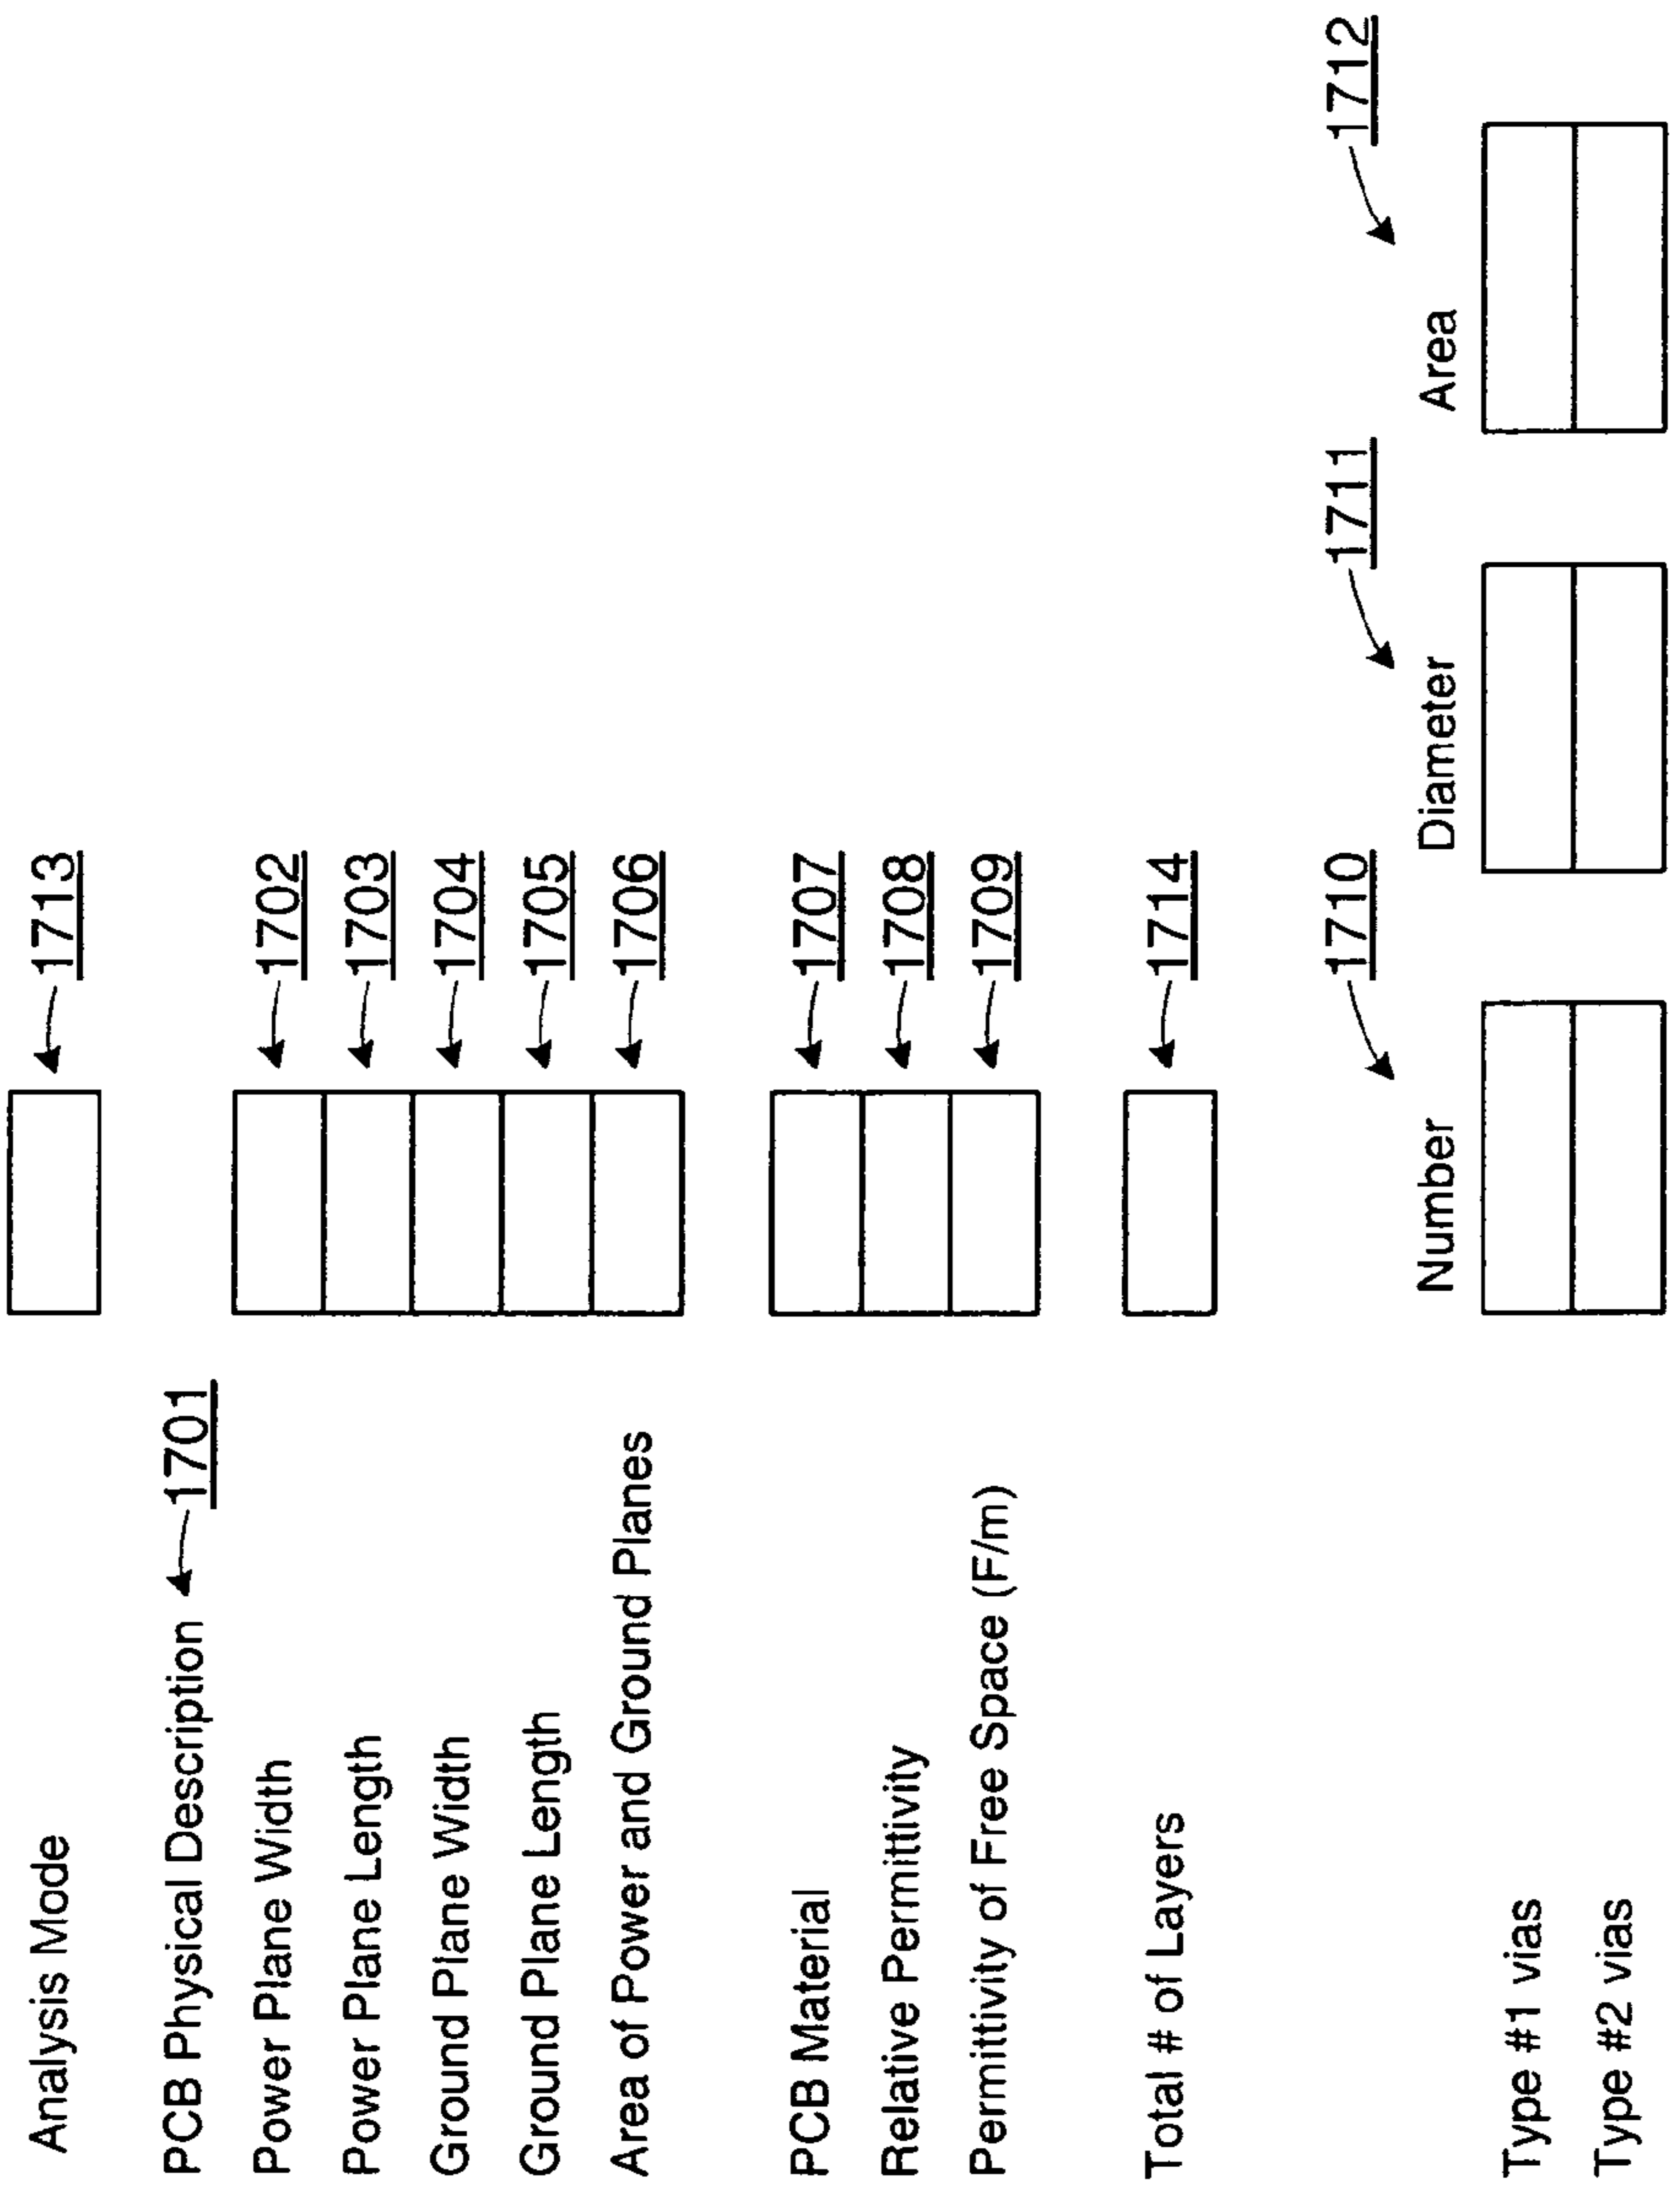 Analysis Mode 1713
PCB Physical Description 1701
Power Plane Width 1702
Power Plane Length 1703
Ground Plane Width 1704
Ground Plane Length 1705
Area of Power and Ground Planes 1706
PCB Material 1707
Relative Permittivity 1708
Permittivity of Free Space (F/m) 1709
Total # of Layers 1714
1710 1711 1712
Number Diameter Area
Type #1 vias
Type #2 vias